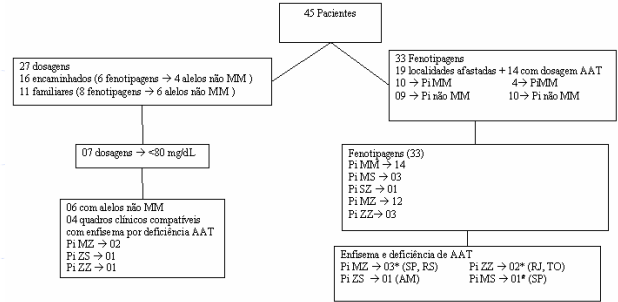 45 Pacientes
27 dosagens
16 encaminhados (6 fenotipagens → 4 alelos não MM )
11 familiares (8 fenotipagens → 6 alelos não MM )
33 Fenotipagens
19 localidades afastadas + 14 com dosagem AAT
10 → Pi MM 4→ PiMM
09 → Pi não MM 10→ Pi não MM
07 dosagens → <80 mg/dL
Fenotipagens (33)
Pi MM → 14
Pi MS → 03
Pi SZ → 01
Pi MZ → 12
Pi ZZ→ 03
06 com alelos não MM
04 quadros clínicos compatíveis
com enfisema por deficiência AAT
Pi MZ → 02
Pi ZS → 01
Pi ZZ → 01
Enfisema e deficiência de AAT
Pi MZ → 03* (SP, RS) Pi ZZ → 02* (RJ, TO)
Pi ZS → 01 (AM) Pi MS → 01# (SP)